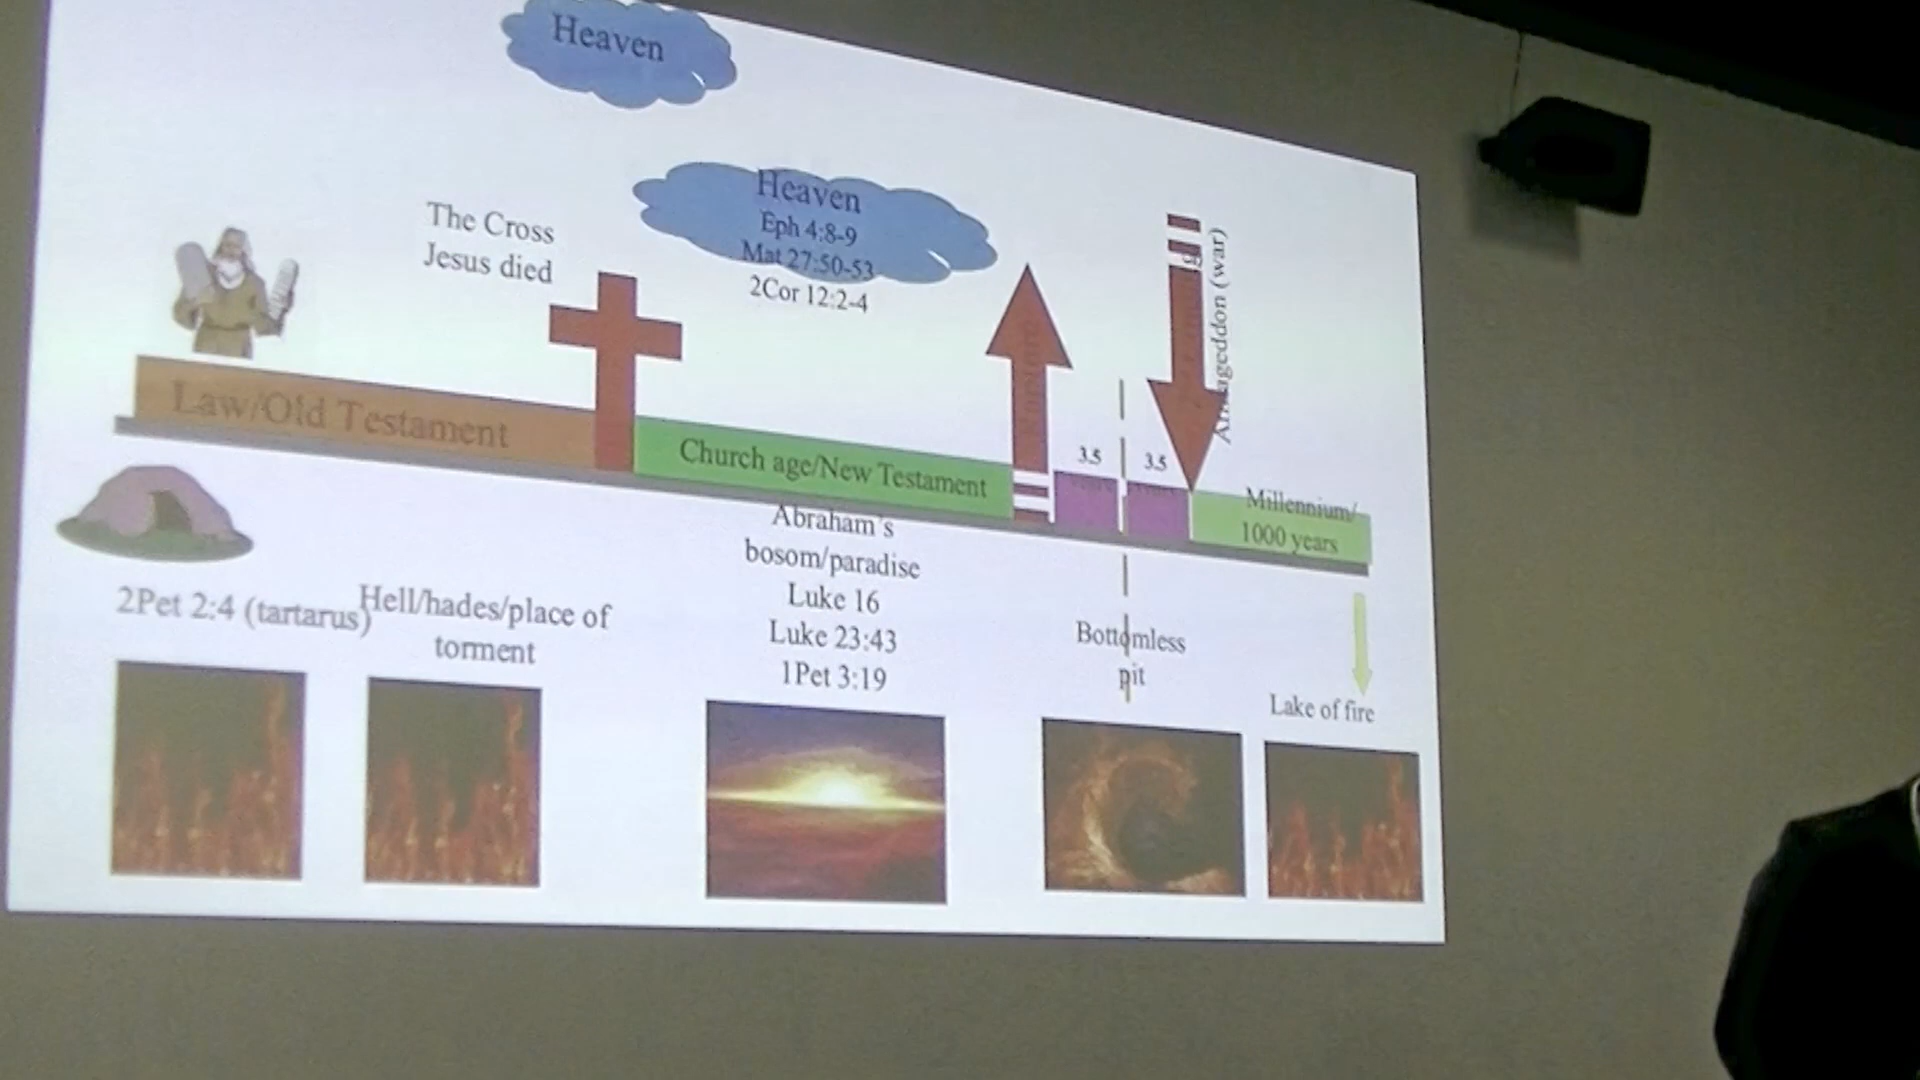 Heaven
Heaven
Eph 4:8-9
Mat 27:50-53
2Cor 12:2-4
The Cross
Jesus died
Law/Old Testament
Church age/New Testament
3.5
3.5
(war)
Millennium/
1000 years
Abraham's
bosom/paradise
Luke 16
Luke 23:43
1Pet 3:19
2Pet 2:4 (tartarus)
Hell/hades/place of
torment
Bottomless
pit
Lake of fire